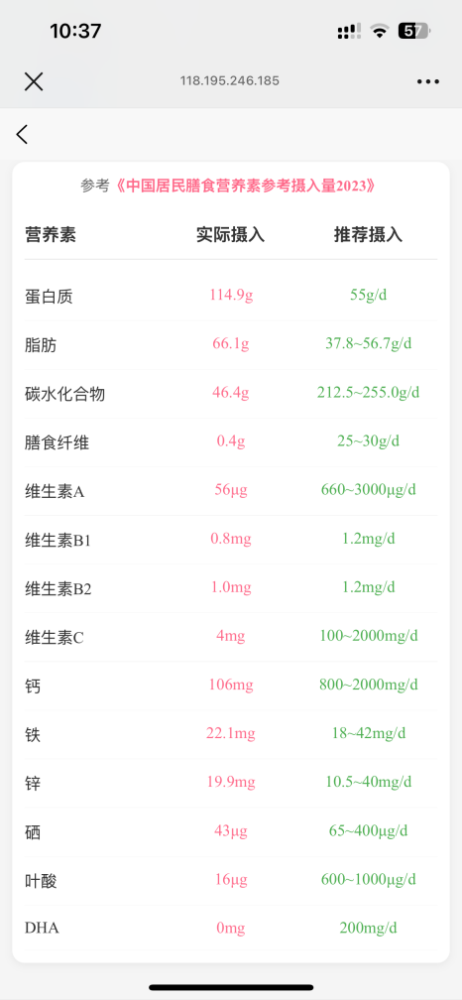 10:37
57
118.195.246.185
参考《中国居民膳食营养素参考摄入量2023》
营养素 实际摄入 推荐摄入
蛋白质 114.9g 55g/d
脂肪 66.1g 37.8~56.7g/d
碳水化合物 46.4g 212.5~255.0g/d
膳食纤维 0.4g 25~30g/d
维生素A 56μg 660~3000μg/d
维生素B1 0.8mg 1.2mg/d
维生素B2 1.0mg 1.2mg/d
维生素C 4mg 100~2000mg/d
钙 106mg 800~2000mg/d
铁 22.1mg 18~42mg/d
锌 19.9mg 10.5~40mg/d
硒 43μg 65~400μg/d
叶酸 16μg 600~1000μg/d
DHA 0mg 200mg/d